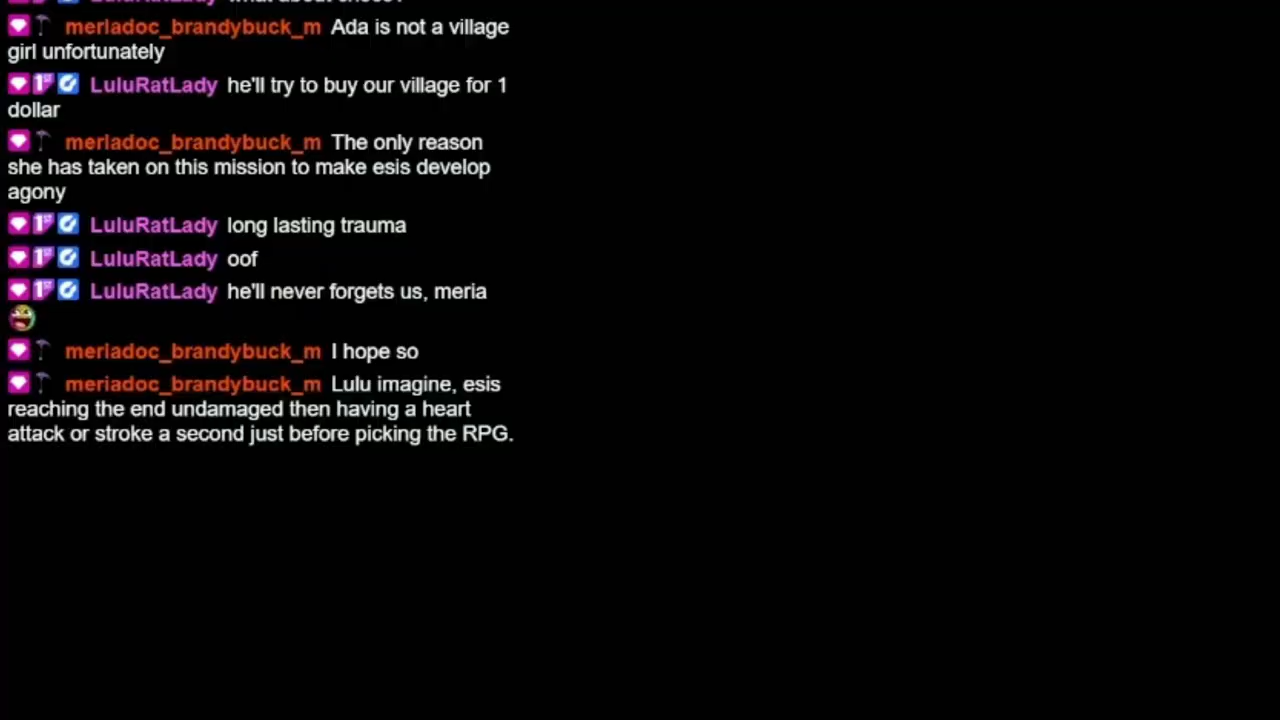 meriadoc_brandybuck_m Ada is not a village
girl unfortunately
LuluRatLady he'll try to buy our village for 1
dollar
meriadoc_brandybuck_m The only reason
she has taken on this mission to make esis develop
agony
LuluRatLady long lasting trauma
LuluRatLady oof
LuluRatLady he'll never forgets us, meria
meriadoc_brandybuck_m I hope so
meriadoc_brandybuck_m Lulu imagine, esis
reaching the end undamaged then having a heart
attack or stroke a second just before picking the RPG.